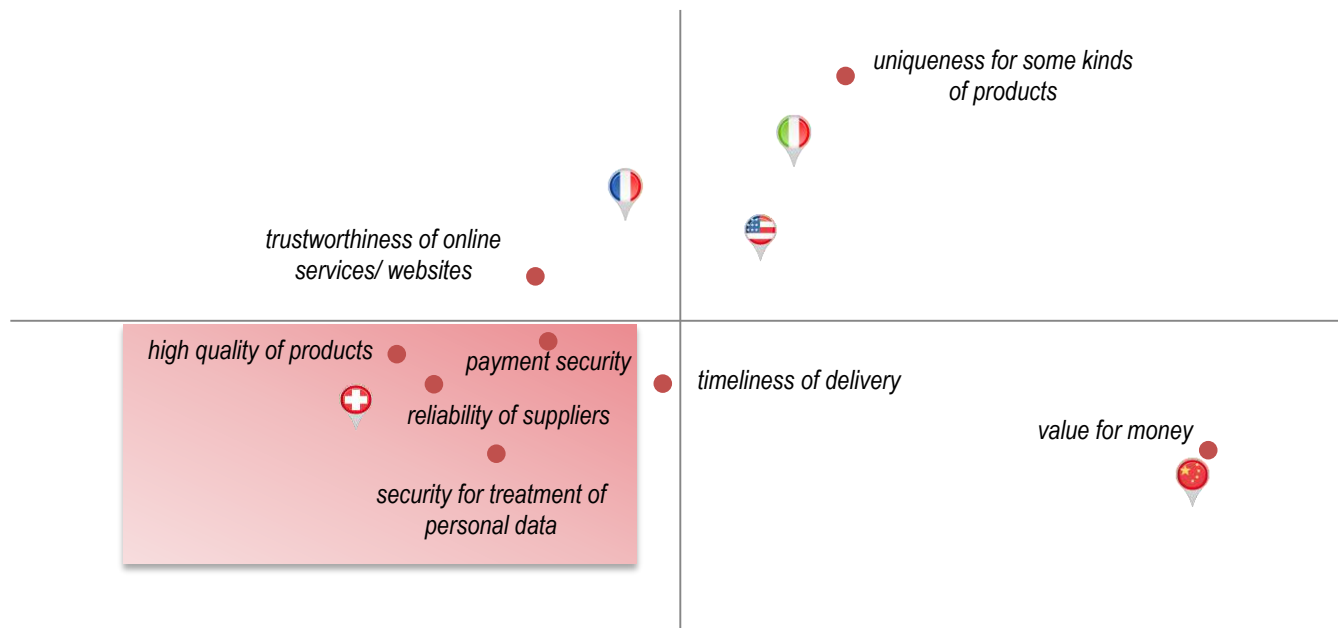 uniqueness for some kinds
of products
trustworthiness of online
services/ websites
high quality of products
payment security
timeliness of delivery
reliability of suppliers
value for money
security for treatment of
personal data